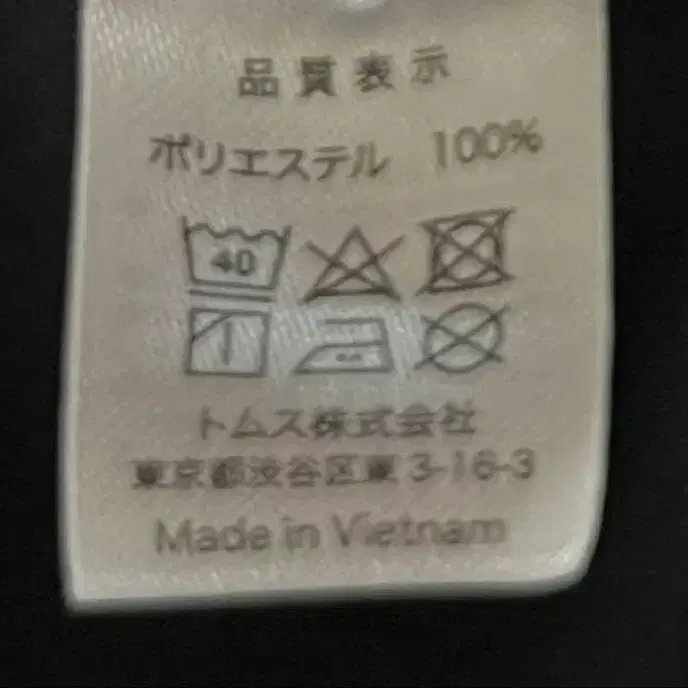 品質表示
ポリエステル 100%
40
トムス株式会社
東京都渋谷区東3-16-3
Made in Vietnam